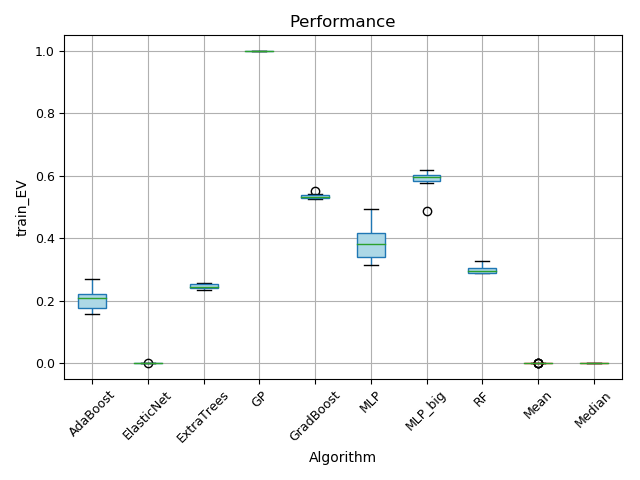 Performance
train_EV
1.0
0.8
0.6
0.4
0.2
0.0
AdaBoost
ElasticNet
ExtraTrees
GP
GradBoost
MLP
MLP_big
RF
Mean
Median
Algorithm